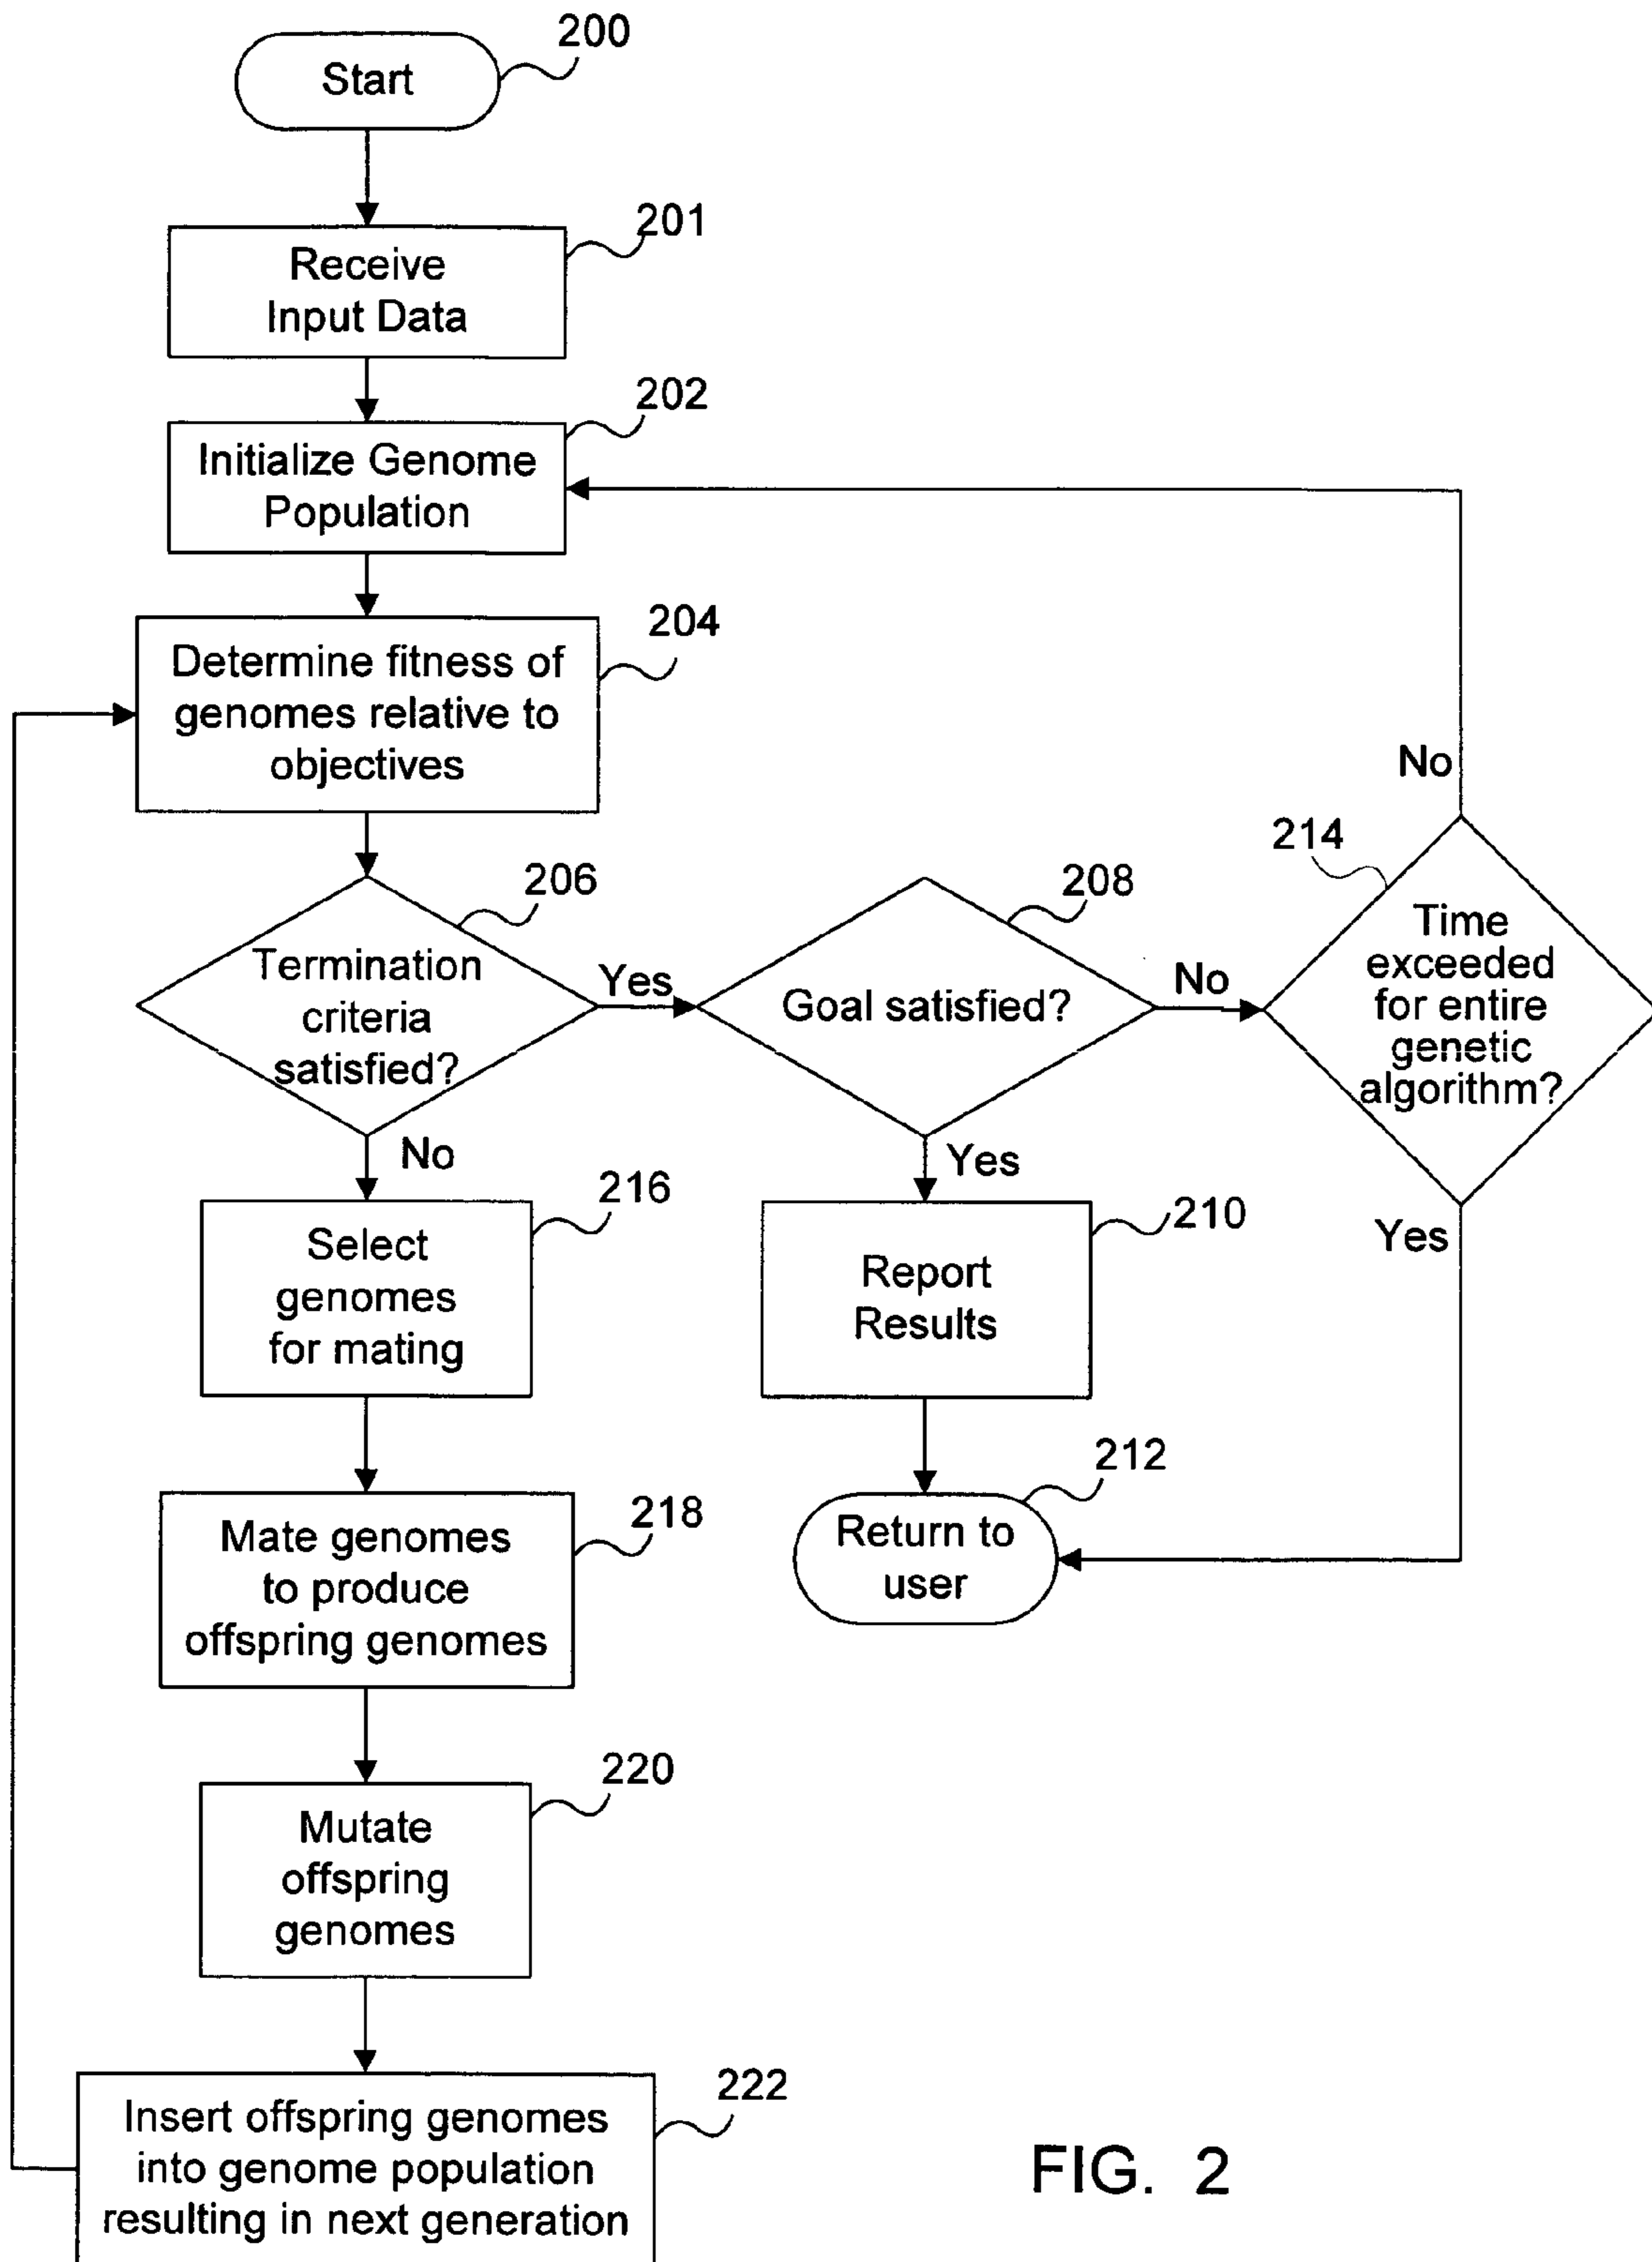 200
Start
201
Receive
Input Data
202
Initialize Genome
Population
204
Determine fitness of
genomes relative to
objectives
206
Termination
criteria
satisfied?
Yes
No
208
Goal satisfied?
No
Yes
214
Time
exceeded
for entire
genetic
algorithm?
No
Yes
216
Select
genomes
for mating
210
Report
Results
218
Mate genomes
to produce
offspring genomes
212
Return to
user
220
Mutate
offspring
genomes
222
Insert offspring genomes
into genome population
resulting in next generation
FIG. 2